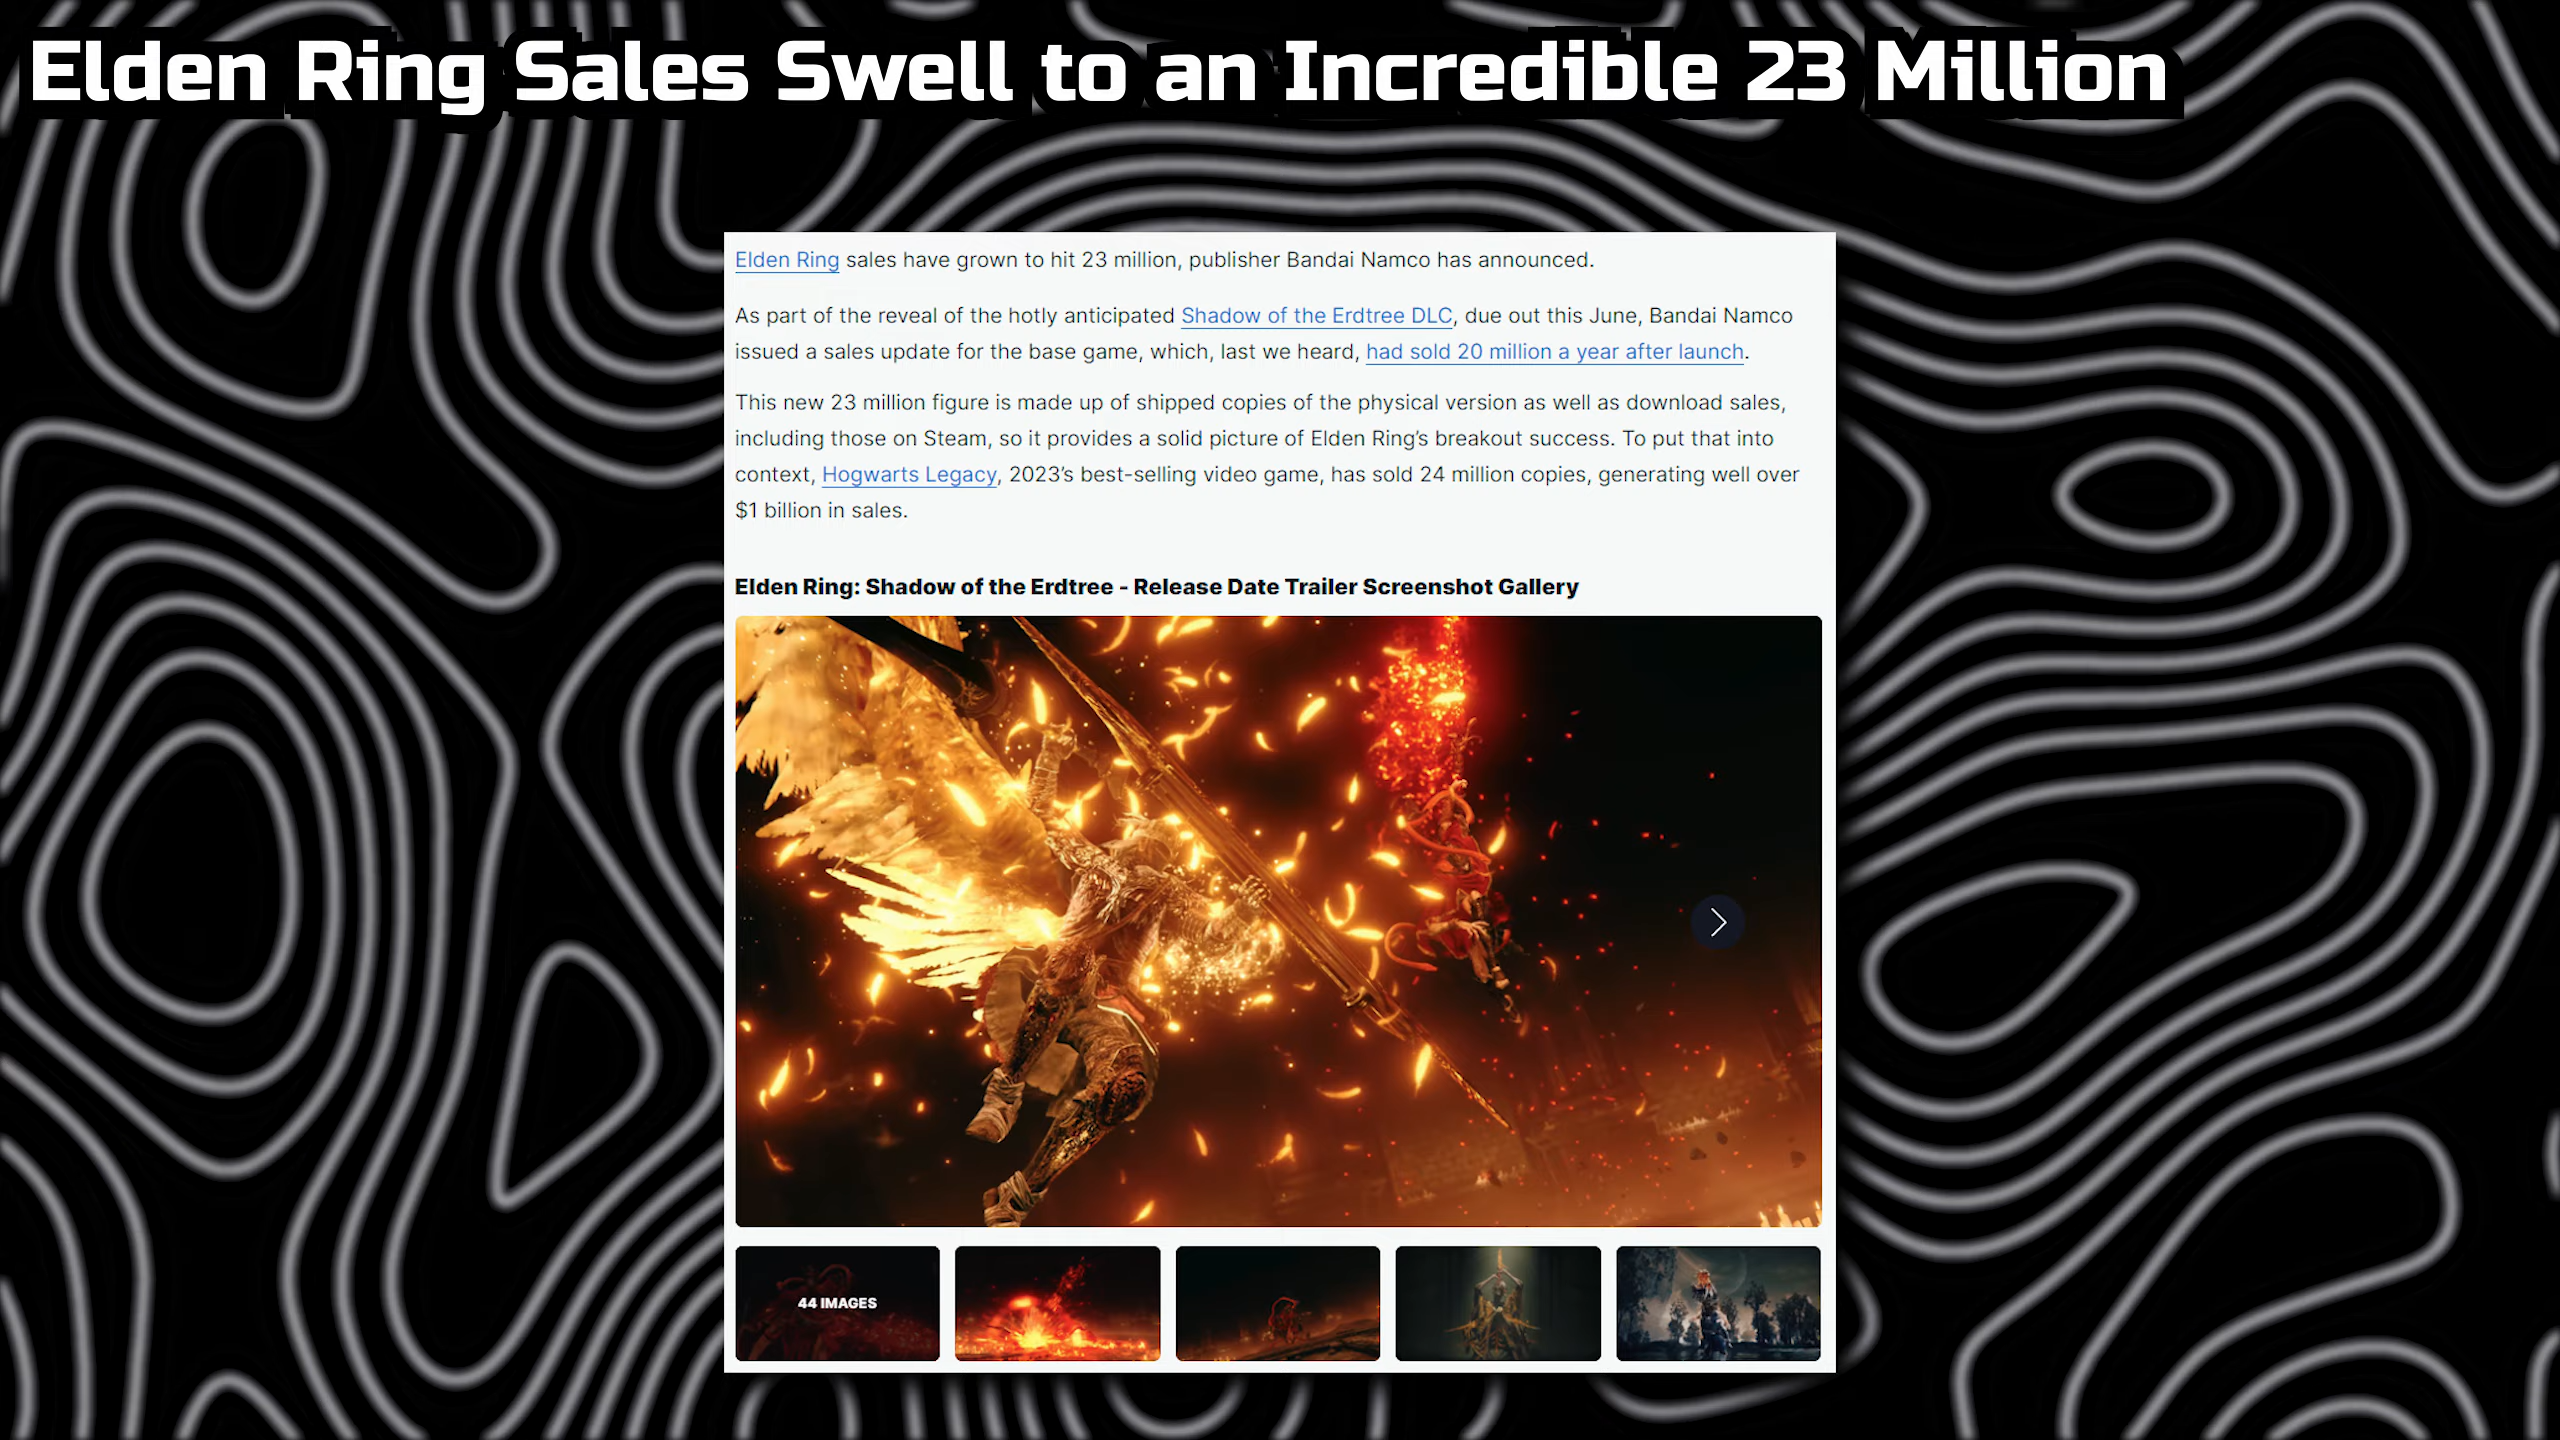 Elden Ring Sales Swell to an Incredible 23 Million
Elden Ring sales have grown to hit 23 million, publisher Bandai Namco has announced.
As part of the reveal of the hotly anticipated Shadow of the Erdtree DLC, due out this June, Bandai Namco
issued a sales update for the base game, which, last we heard, had sold 20 million a year after launch.
This new 23 million figure is made up of shipped copies of the physical version as well as download sales,
including those on Steam, so it provides a solid picture of Elden Ring’s breakout success. To put that into
context, Hogwarts Legacy, 2023’s best-selling video game, has sold 24 million copies, generating well over
$1 billion in sales.
Elden Ring: Shadow of the Erdtree - Release Date Trailer Screenshot Gallery
44 IMAGES